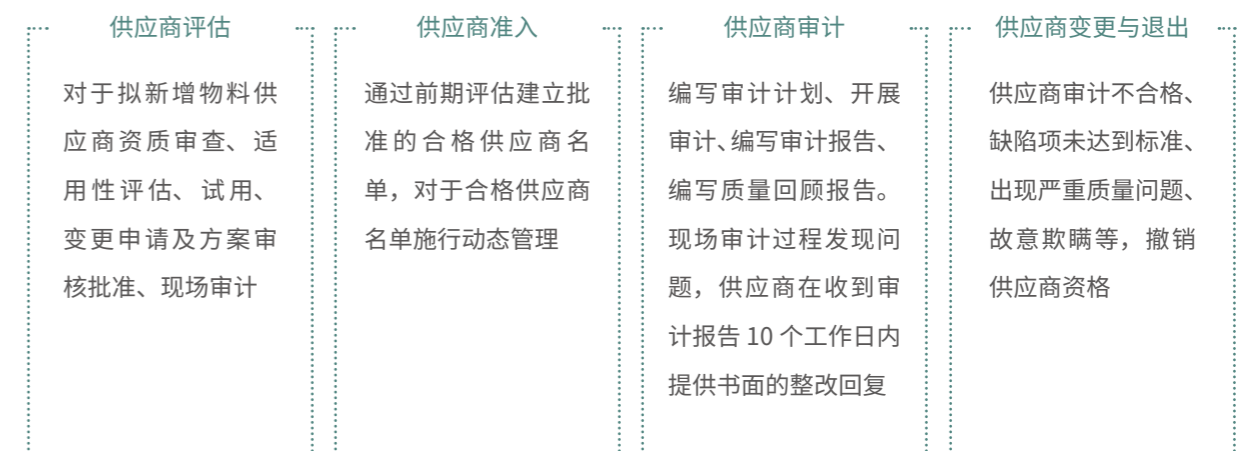 供应商评估
对于拟新增物料供
应商资质审查、适
用性评估、试用、
变更申请及方案审
核批准、现场审计
供应商准入
通过前期评估建立批
准的合格供应商名
单，对于合格供应商
名单施行动态管理
供应商审计
编写审计计划、开展
审计、编写审计报告、
编写质量回顾报告。
现场审计过程发现问
题，供应商在收到审
计报告 10 个工作日内
提供书面的整改回复
供应商变更与退出
供应商审计不合格、
缺陷项未达到标准、
出现严重质量问题、
故意欺瞒等，撤销
供应商资格